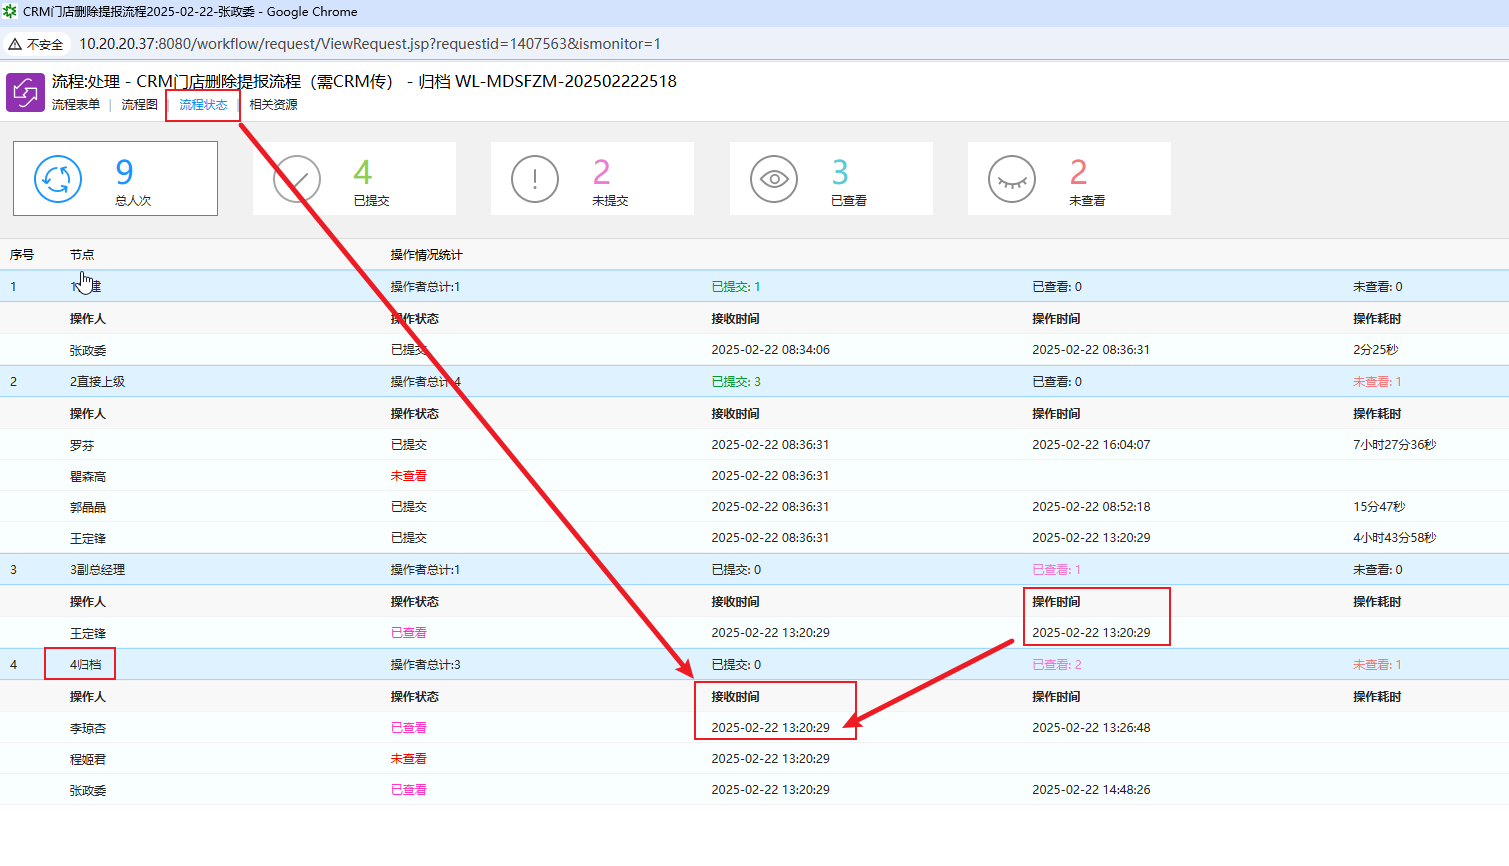 CRM门店删除提报流程2025-02-22-张政委 - Google Chrome
不安全 10.20.20.37:8080/workflow/request/ViewRequest.jsp?requestid=1407563&ismonitor=1
流程:处理 - CRM门店删除提报流程（需CRM传） - 归档 WL-MDSFZM-202502222518
流程表单 | 流程图 | 流程状态 | 相关资源
9 4 2 3 2
总人次 已提交 未提交 已查看 未查看
序号 节点 操作情况统计
1 操作者总计:1 已提交: 1 已查看: 0 未查看: 0
操作人 操作状态 接收时间 操作时间 操作耗时
张政委 已提交 2025-02-22 08:34:06 2025-02-22 08:36:31 2分25秒
2 2直接上级 操作者总计:4 已提交: 3 已查看: 0 未查看: 1
操作人 操作状态 接收时间 操作时间 操作耗时
罗芬 已提交 2025-02-22 08:36:31 2025-02-22 16:04:07 7小时27分36秒
瞿森高 未查看 2025-02-22 08:36:31
郭晶晶 已提交 2025-02-22 08:36:31 2025-02-22 08:52:18 15分47秒
王定锋 已提交 2025-02-22 08:36:31 2025-02-22 13:20:29 4小时43分58秒
3 3副总经理 操作者总计:1 已提交: 0 已查看: 1 未查看: 0
操作人 操作状态 接收时间 操作时间 操作耗时
王定锋 已查看 2025-02-22 13:20:29 2025-02-22 13:20:29
4 4归档 操作者总计:3 已提交: 0 已查看: 2 未查看: 1
操作人 操作状态 接收时间 操作时间 操作耗时
李琼杏 已查看 2025-02-22 13:20:29 2025-02-22 13:26:48
程姬君 未查看 2025-02-22 13:20:29
张政委 已查看 2025-02-22 13:20:29 2025-02-22 14:48:26